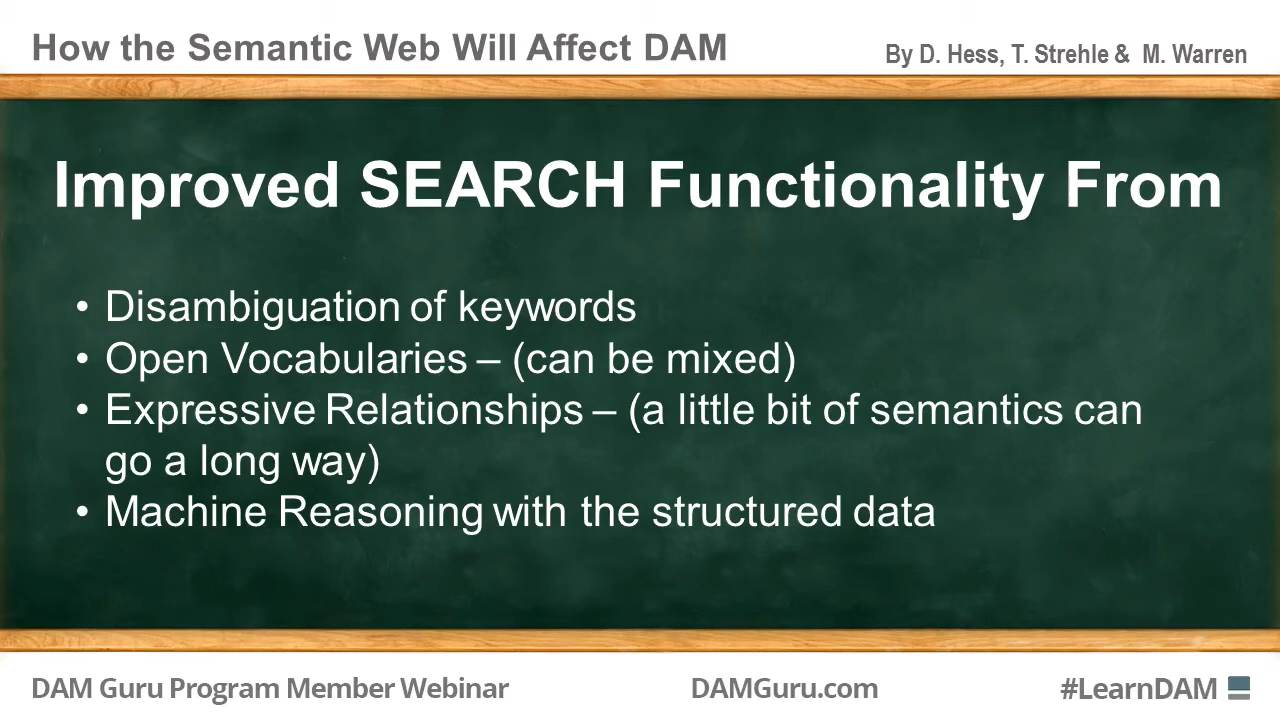 How the Semantic Web Will Affect DAM
By D. Hess, T. Strehle & M. Warren
Improved SEARCH Functionality From
• Disambiguation of keywords
• Open Vocabularies – (can be mixed)
• Expressive Relationships – (a little bit of semantics can
go a long way)
• Machine Reasoning with the structured data
DAM Guru Program Member Webinar
DAMGuru.com
#LearnDAM